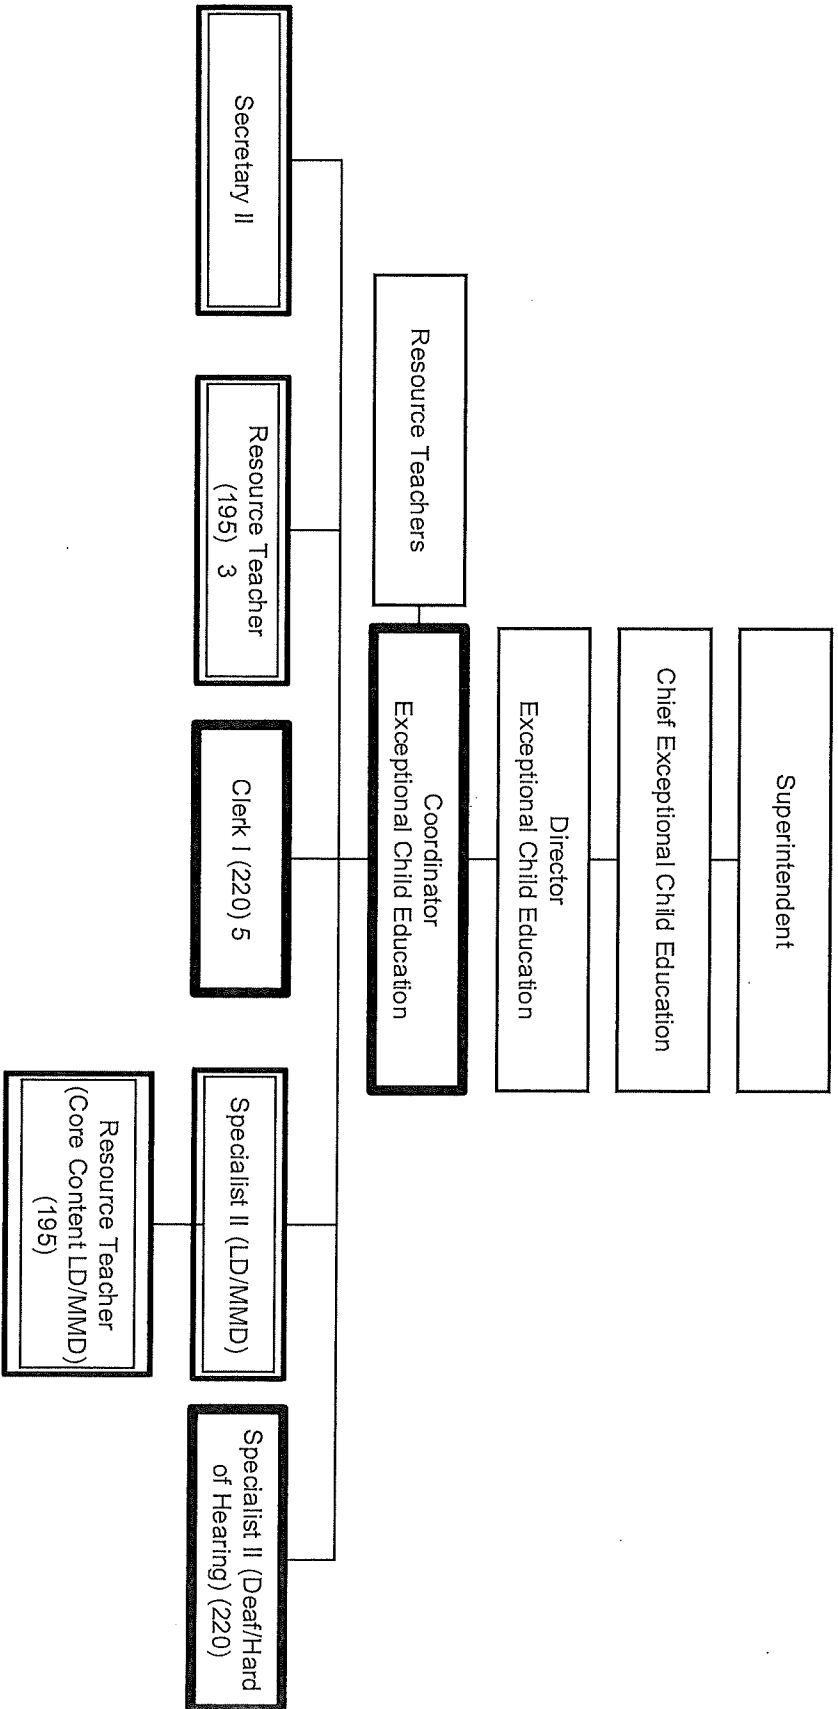 Superintendent
Chief Exceptional Child Education
Director
Exceptional Child Education
Coordinator
Exceptional Child Education
Resource Teachers
Secretary II
Resource Teacher
(195) 3
Clerk I (220) 5
Specialist II (LD/MMD)
Specialist II (Deaf/Hard
of Hearing) (220)
Resource Teacher
(Core Content LD/MMD)
(195)